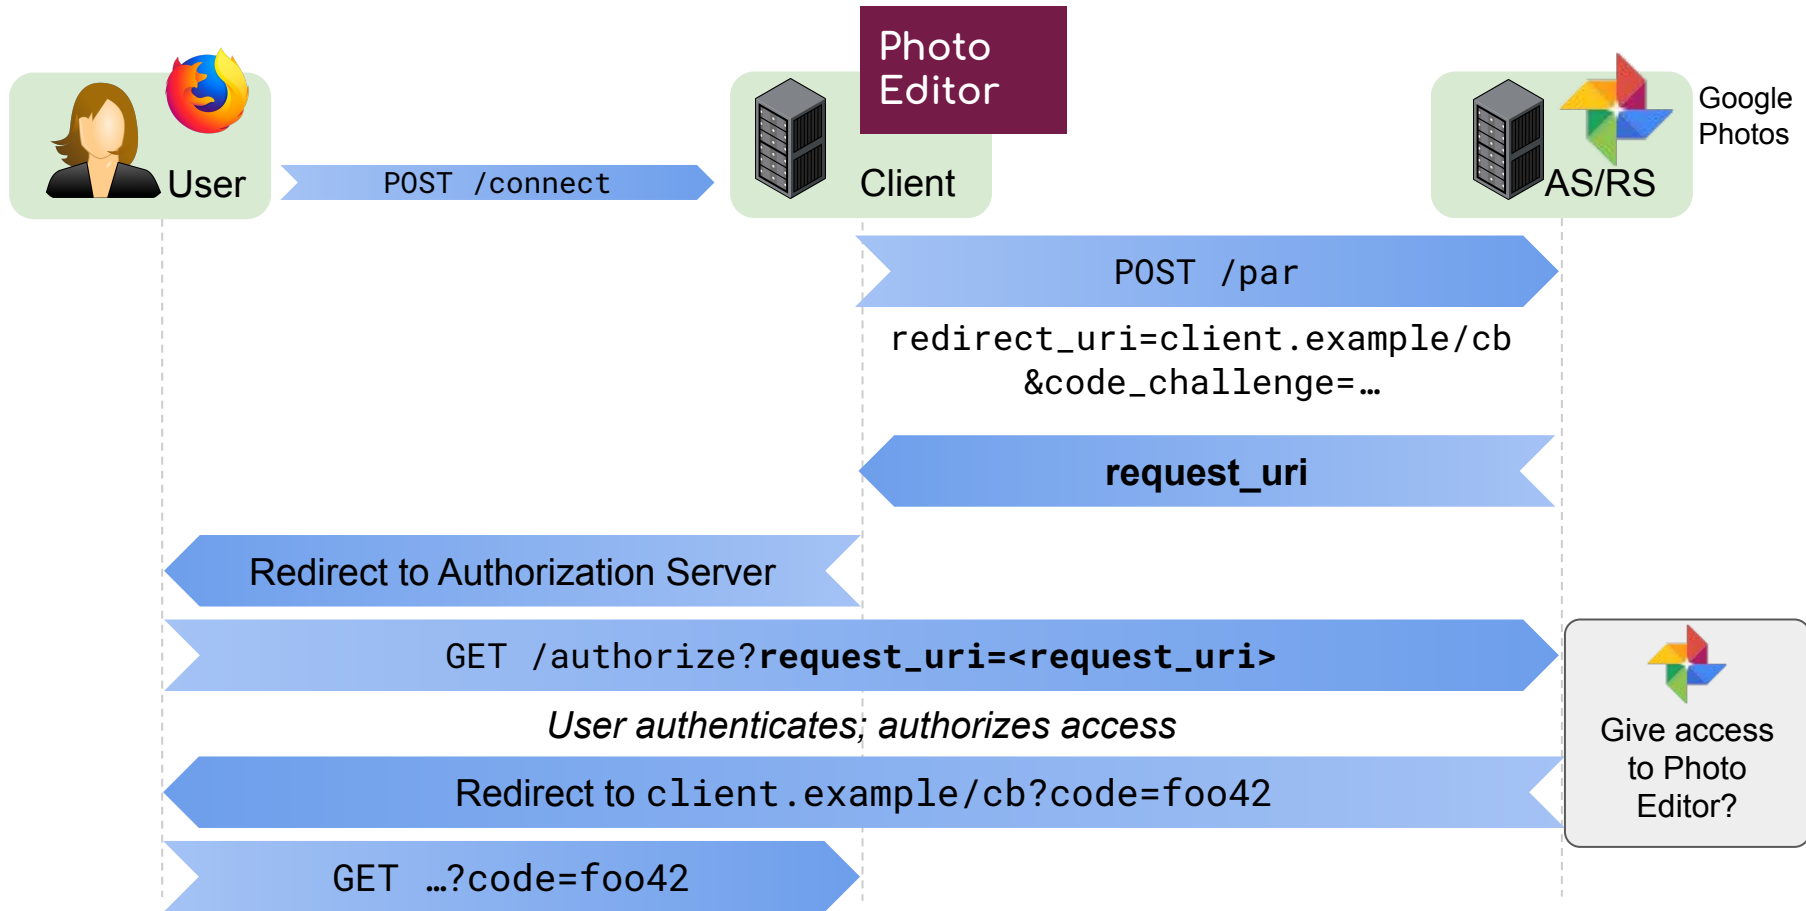 Photo
Editor
Google
Photos
User
POST /connect
Client
AS/RS
POST /par
redirect_uri=client.example/cb
&code_challenge=…
request_uri
Redirect to Authorization Server
GET /authorize?request_uri=<request_uri>
User authenticates; authorizes access
Give access
to Photo
Editor?
Redirect to client.example/cb?code=foo42
GET …?code=foo42